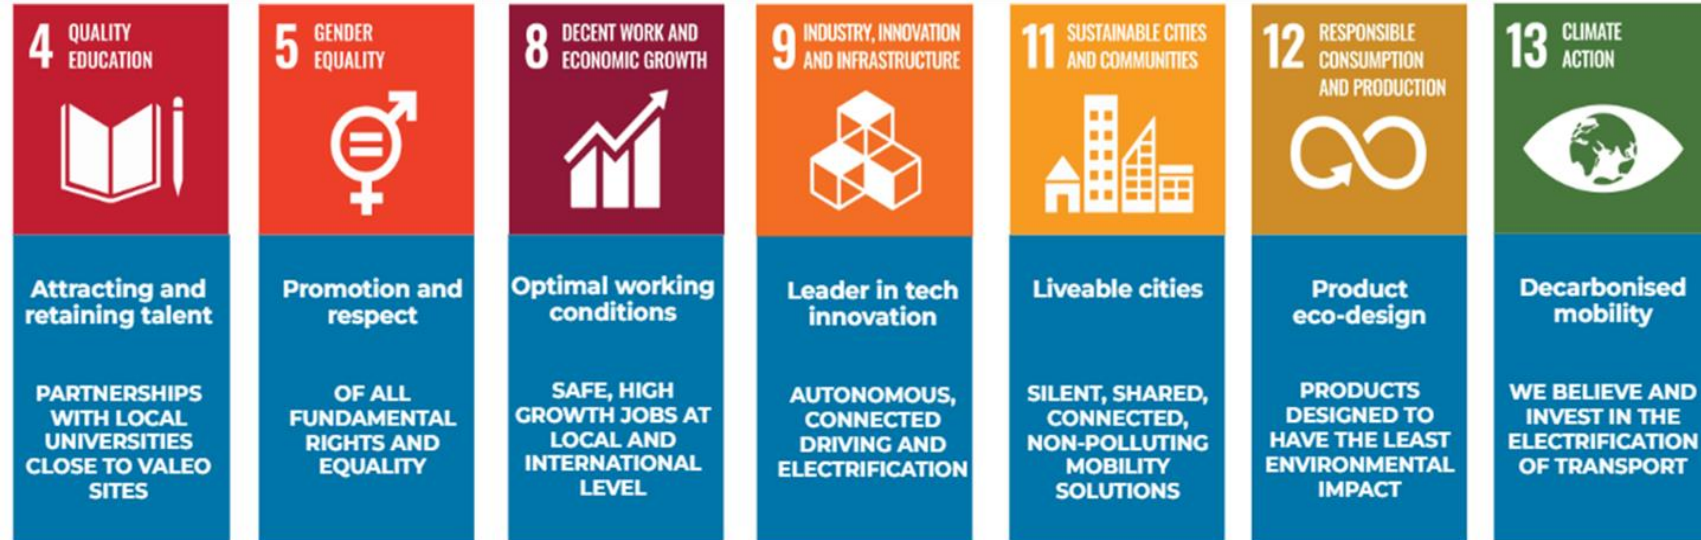 4 QUALITY
EDUCATION
Attracting and
retaining talent
PARTNERSHIPS
WITH LOCAL
UNIVERSITIES
CLOSE TO VALEO
SITES
5 GENDER
EQUALITY
Promotion and
respect
OF ALL
FUNDAMENTAL
RIGHTS AND
EQUALITY
8 DECENT WORK AND
ECONOMIC GROWTH
Optimal working
conditions
SAFE, HIGH
GROWTH JOBS AT
LOCAL AND
INTERNATIONAL
LEVEL
9 INDUSTRY, INNOVATION
AND INFRASTRUCTURE
Leader in tech
innovation
AUTONOMOUS,
CONNECTED
DRIVING AND
ELECTRIFICATION
11 SUSTAINABLE CITIES
AND COMMUNITIES
Liveable cities
SILENT, SHARED,
CONNECTED,
NON-POLLUTING
MOBILITY
SOLUTIONS
12 RESPONSIBLE
CONSUMPTION
AND PRODUCTION
Product
eco-design
PRODUCTS
DESIGNED TO
HAVE THE LEAST
ENVIRONMENTAL
IMPACT
13 CLIMATE
ACTION
Decarbonised
mobility
WE BELIEVE AND
INVEST IN THE
ELECTRIFICATION
OF TRANSPORT